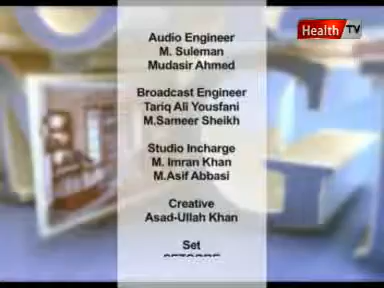 Health TV
Audio Engineer
M. Suleman
Mudasir Ahmed
Broadcast Engineer
Tariq Ali Yousfani
M.Sameer Sheikh
Studio Incharge
M. Imran Khan
M.Asif Abbasi
Creative
Asad-Ullah Khan
Set